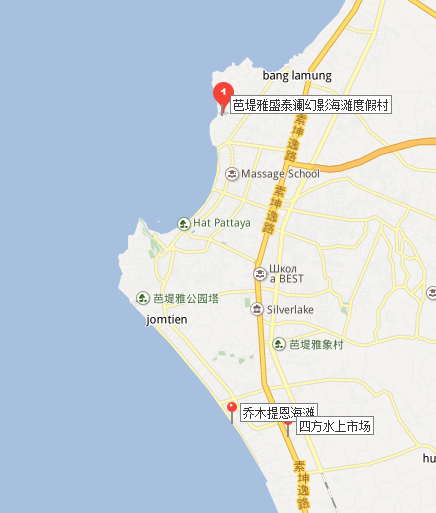 bang lamung
1
芭堤雅盛泰澜幻影海滩度假村
素坤逸路
Massage School
素坤逸路
Hat Pattaya
Школ
а BEST
芭堤雅公园塔
Silverlake
jomtien
芭堤雅象村
乔木提恩海滩
四方水上市场
hu
素坤逸路